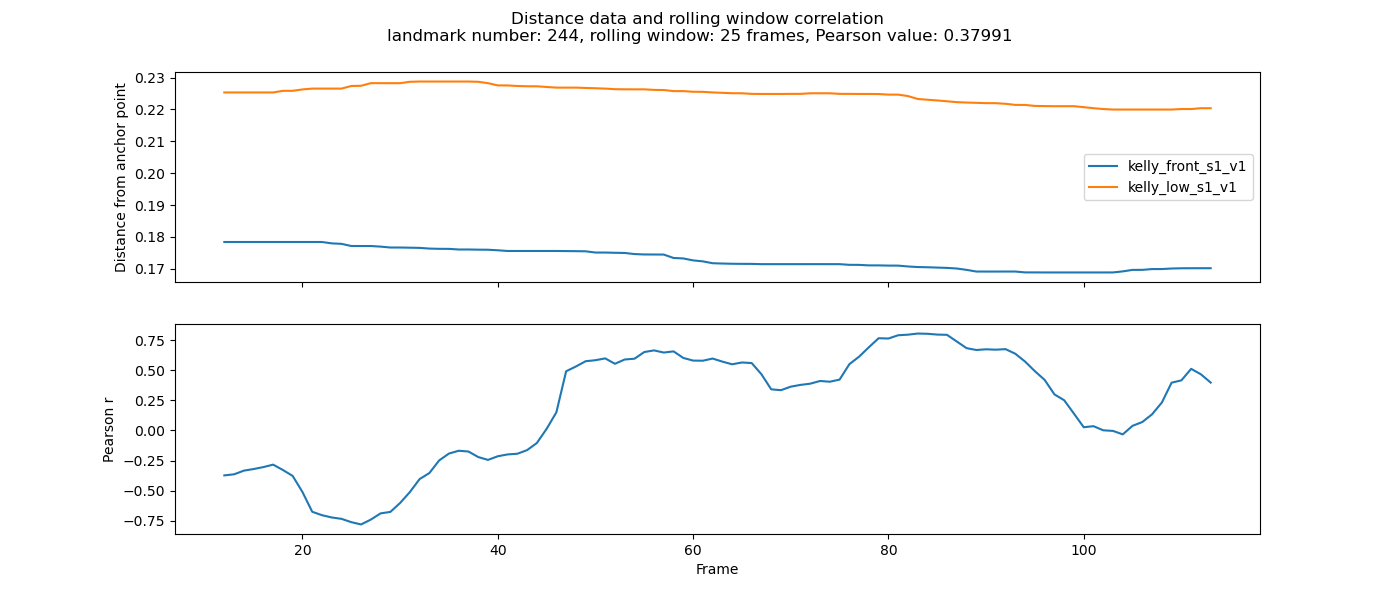 Distance data and rolling window correlation
landmark number: 244, rolling window: 25 frames, Pearson value: 0.37991
Distance from anchor point
0.23
0.22
0.21
0.20
0.19
0.18
0.17
kelly_front_s1_v1
kelly_low_s1_v1
Pearson r
0.75
0.50
0.25
0.00
−0.25
−0.50
−0.75
20 40 60 80 100
Frame